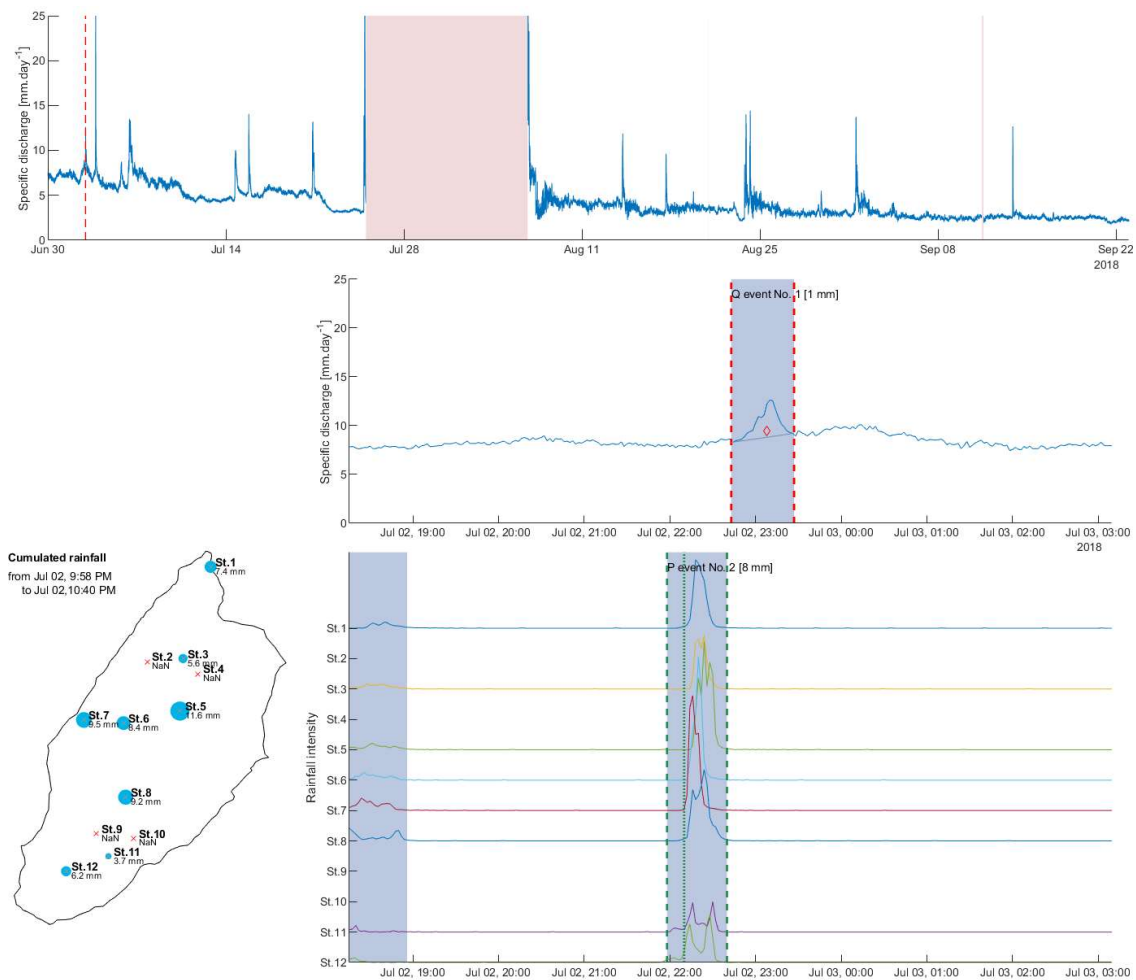 25
20
15
10
5
0
Specific discharge [mm.day-1]
Jun 30
Jul 14
Jul 28
Aug 11
Aug 25
Sep 08
Sep 22
2018
25
20
15
10
5
0
Specific discharge [mm.day-1]
Q event No. 1 [1 mm]
Jul 02, 19:00
Jul 02, 20:00
Jul 02, 21:00
Jul 02, 22:00
Jul 02, 23:00
Jul 03, 00:00
Jul 03, 01:00
Jul 03, 02:00
Jul 03, 03:00
2018
Cumulated rainfall
from Jul 02, 9:58 PM
to Jul 02,10:40 PM
St.1
7.4 mm
St.2
NaN
St.3
5.6 mm
St.4
NaN
St.5
11.6 mm
St.7
9.5 mm
St.6
8.4 mm
St.8
9.2 mm
St.9
NaN
St.10
NaN
St.11
3.7 mm
St.12
6.2 mm
P event No. 2 [8 mm]
Rainfall intensity
St.1
St.2
St.3
St.4
St.5
St.6
St.7
St.8
St.9
St.10
St.11
St.12
Jul 02, 19:00
Jul 02, 20:00
Jul 02, 21:00
Jul 02, 22:00
Jul 02, 23:00
Jul 03, 00:00
Jul 03, 01:00
Jul 03, 02:00
Jul 03, 03:00